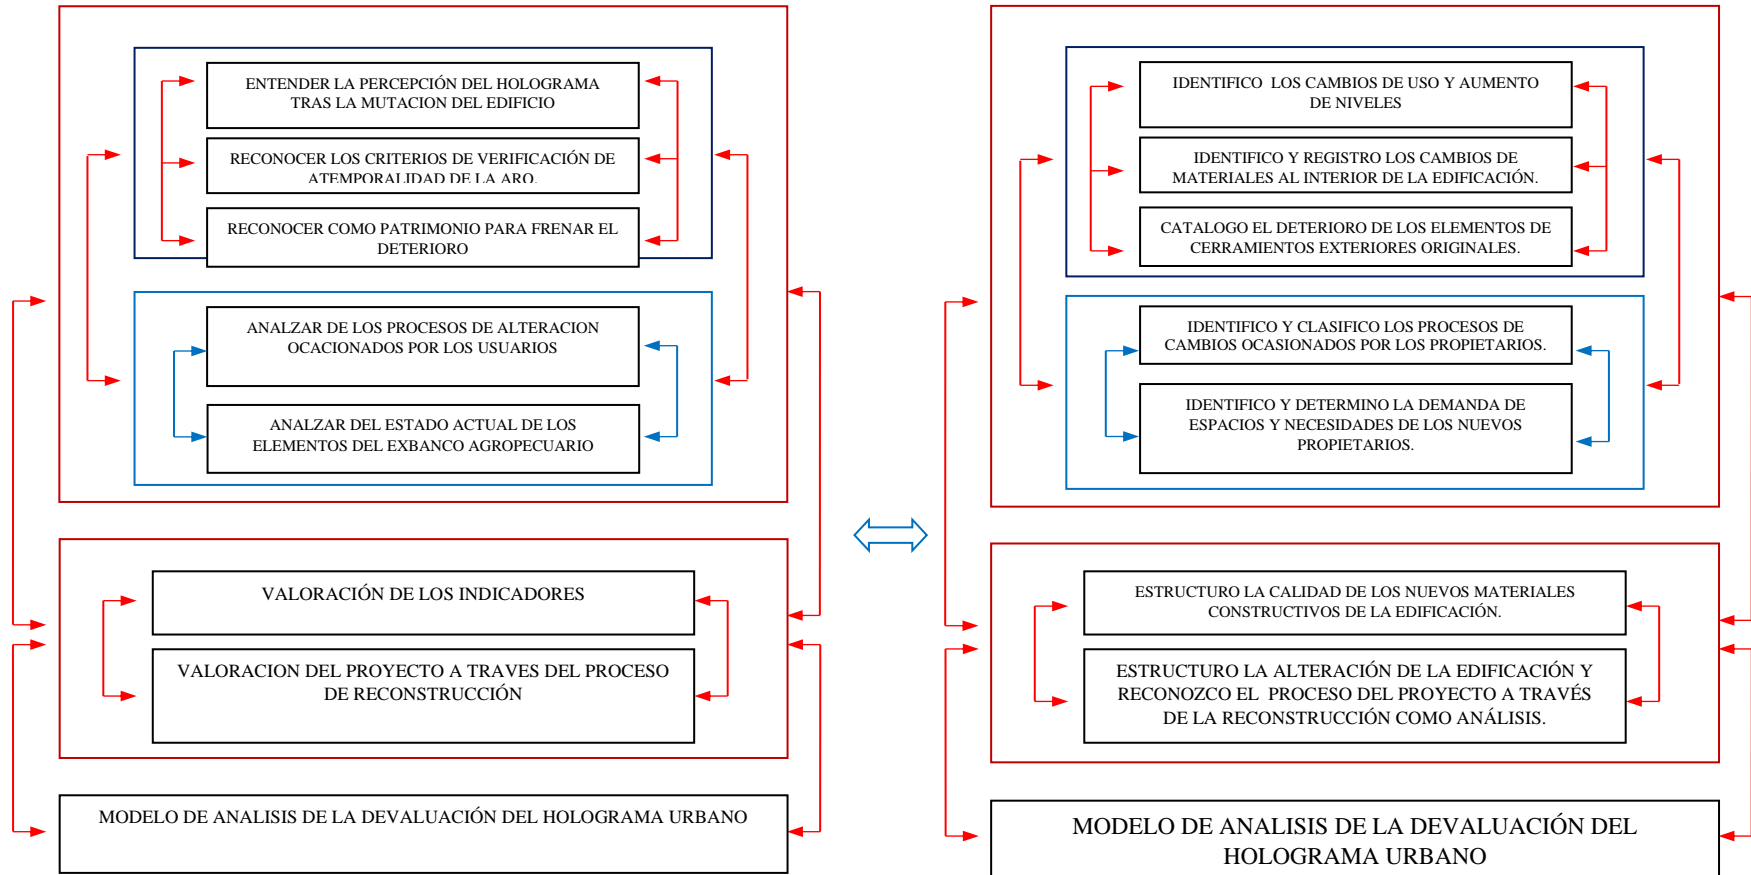 ENTENDER LA PERCEPCIÓN DEL HOLOGRAMA
TRAS LA MUTACION DEL EDIFICIO
RECONOCER LOS CRITERIOS DE VERIFICACIÓN DE
ATEMPORALIDAD DE LA ARQ.
RECONOCER COMO PATRIMONIO PARA FRENAR EL
DETERIORO
ANALZAR DE LOS PROCESOS DE ALTERACION
OCACIONADOS POR LOS USUARIOS
ANALZAR DEL ESTADO ACTUAL DE LOS
ELEMENTOS DEL EXBANCO AGROPECUARIO
VALORACIÓN DE LOS INDICADORES
VALORACION DEL PROYECTO A TRAVES DEL PROCESO
DE RECONSTRUCCIÓN
MODELO DE ANALISIS DE LA DEVALUACIÓN DEL HOLOGRAMA URBANO
IDENTIFICO LOS CAMBIOS DE USO Y AUMENTO
DE NIVELES
IDENTIFICO Y REGISTRO LOS CAMBIOS DE
MATERIALES AL INTERIOR DE LA EDIFICACIÓN.
CATALOGO EL DETERIORO DE LOS ELEMENTOS DE
CERRAMIENTOS EXTERIORES ORIGINALES.
IDENTIFICO Y CLASIFICO LOS PROCESOS DE
CAMBIOS OCASIONADOS POR LOS PROPIETARIOS.
IDENTIFICO Y DETERMINO LA DEMANDA DE
ESPACIOS Y NECESIDADES DE LOS NUEVOS
PROPIETARIOS.
ESTRUCTURO LA CALIDAD DE LOS NUEVOS MATERIALES
CONSTRUCTIVOS DE LA EDIFICACIÓN.
ESTRUCTURO LA ALTERACIÓN DE LA EDIFICACIÓN Y
RECONOZCO EL PROCESO DEL PROYECTO A TRAVÉS
DE LA RECONSTRUCCIÓN COMO ANÁLISIS.
MODELO DE ANALISIS DE LA DEVALUACIÓN DEL
HOLOGRAMA URBANO